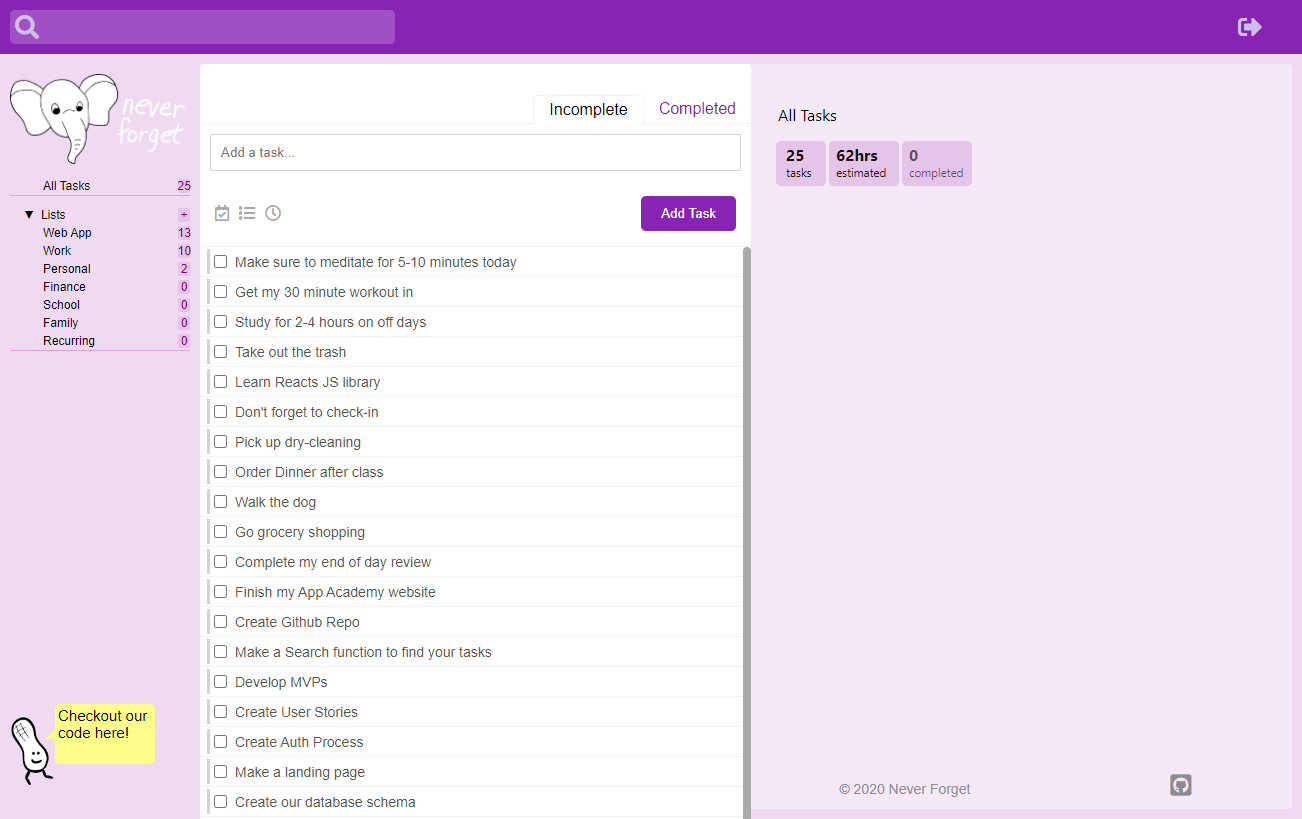 never
forget
All Tasks 25
▼ Lists +
Web App 13
Work 10
Personal 2
Finance 0
School 0
Family 0
Recurring 0
Checkout our
code here!
Incomplete Completed
Add a task...
Add Task
Make sure to meditate for 5-10 minutes today
Get my 30 minute workout in
Study for 2-4 hours on off days
Take out the trash
Learn Reacts JS library
Don't forget to check-in
Pick up dry-cleaning
Order Dinner after class
Walk the dog
Go grocery shopping
Complete my end of day review
Finish my App Academy website
Create Github Repo
Make a Search function to find your tasks
Develop MVPs
Create User Stories
Create Auth Process
Make a landing page
Create our database schema
All Tasks
25 62hrs 0
tasks estimated completed
© 2020 Never Forget